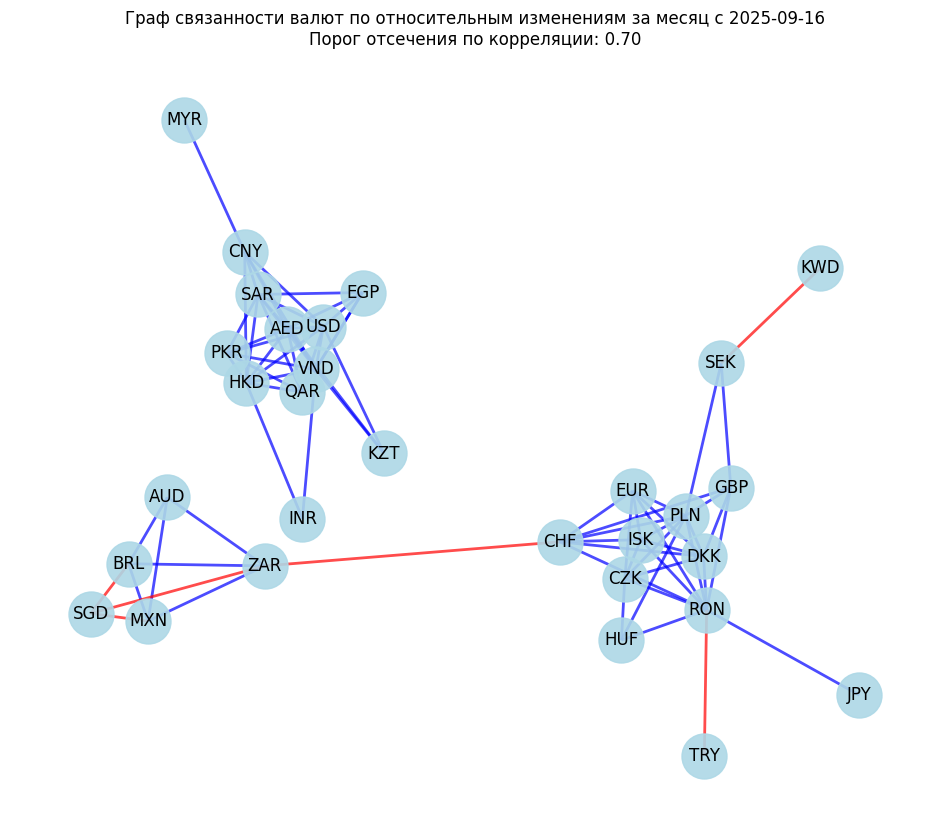 Граф связанности валют по относительным изменениям за месяц с 2025-09-16
Порог отсечения по корреляции: 0.70
MYR
CNY
KWD
SAR
EGP
AED
USD
PKR
SEK
VND
HKD
QAR
KZT
AUD
EUR
GBP
INR
PLN
ISK
CHF
DKK
BRL
ZAR
CZK
SGD
MXN
RON
HUF
JPY
TRY